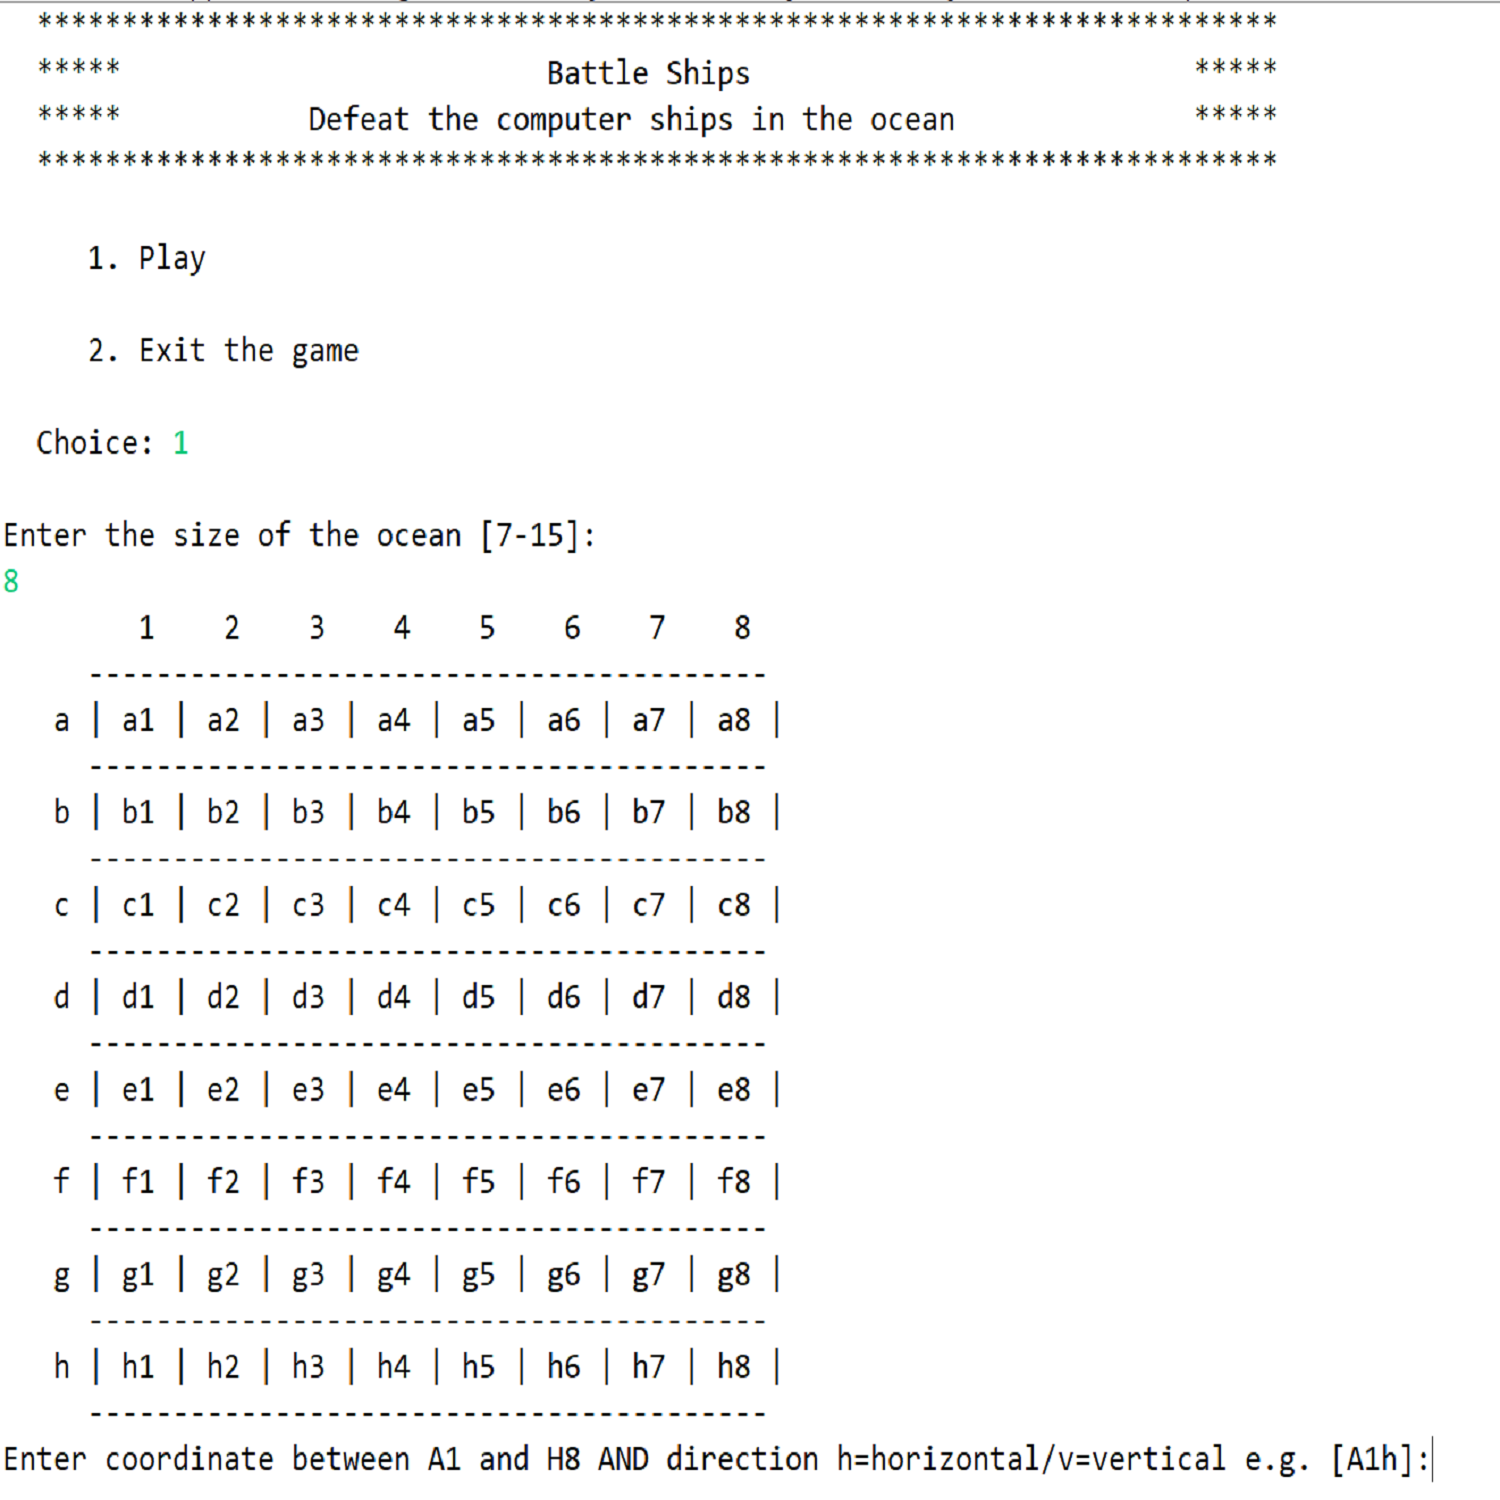 *************************************************************************
***** Battle Ships *****
***** Defeat the computer ships in the ocean *****
*************************************************************************
1. Play
2. Exit the game
Choice: 1
Enter the size of the ocean [7-15]:
8
1 2 3 4 5 6 7 8
----------------------------------------
a | a1 | a2 | a3 | a4 | a5 | a6 | a7 | a8 |
----------------------------------------
b | b1 | b2 | b3 | b4 | b5 | b6 | b7 | b8 |
----------------------------------------
c | c1 | c2 | c3 | c4 | c5 | c6 | c7 | c8 |
----------------------------------------
d | d1 | d2 | d3 | d4 | d5 | d6 | d7 | d8 |
----------------------------------------
e | e1 | e2 | e3 | e4 | e5 | e6 | e7 | e8 |
----------------------------------------
f | f1 | f2 | f3 | f4 | f5 | f6 | f7 | f8 |
----------------------------------------
g | g1 | g2 | g3 | g4 | g5 | g6 | g7 | g8 |
----------------------------------------
h | h1 | h2 | h3 | h4 | h5 | h6 | h7 | h8 |
----------------------------------------
Enter coordinate between A1 and H8 AND direction h=horizontal/v=vertical e.g. [A1h]: